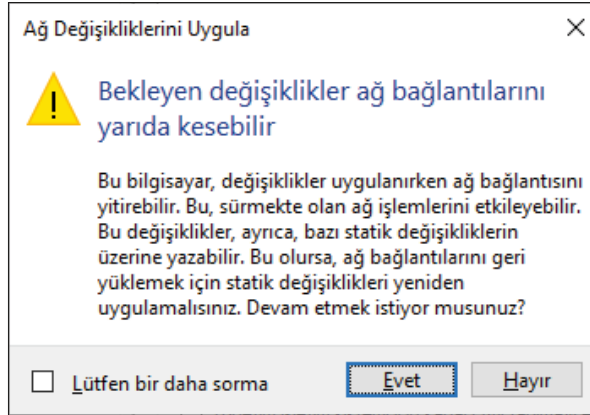 Ağ Değişikliklerini Uygula
Bekleyen değişiklikler ağ bağlantılarını
yarıda kesebilir
Bu bilgisayar, değişiklikler uygulanırken ağ bağlantısını
yitirebilir. Bu, sürmekte olan ağ işlemlerini etkileyebilir.
Bu değişiklikler, ayrıca, bazı statik değişikliklerin
üzerine yazabilir. Bu olursa, ağ bağlantılarını geri
yüklemek için statik değişiklikleri yeniden
uygulamalısınız. Devam etmek istiyor musunuz?
Lütfen bir daha sorma
Evet
Hayır